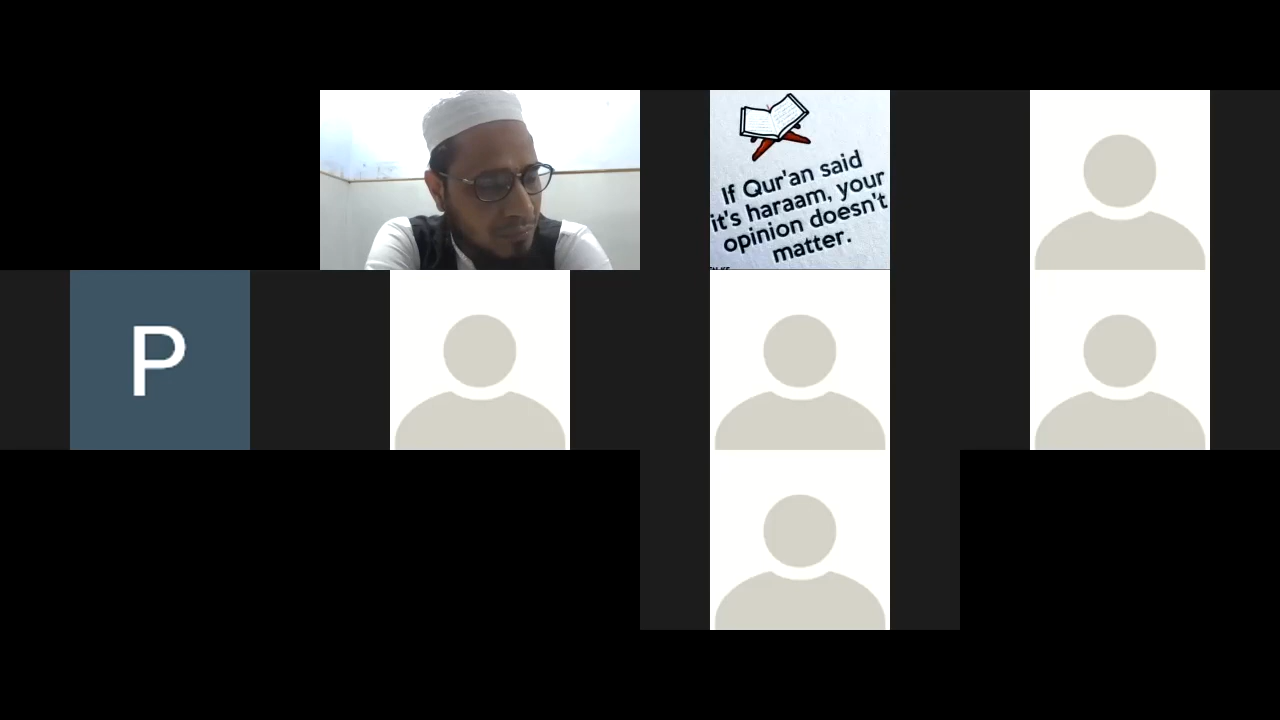 If Qur'an said
it's haraam, your
opinion doesn't
matter.
P